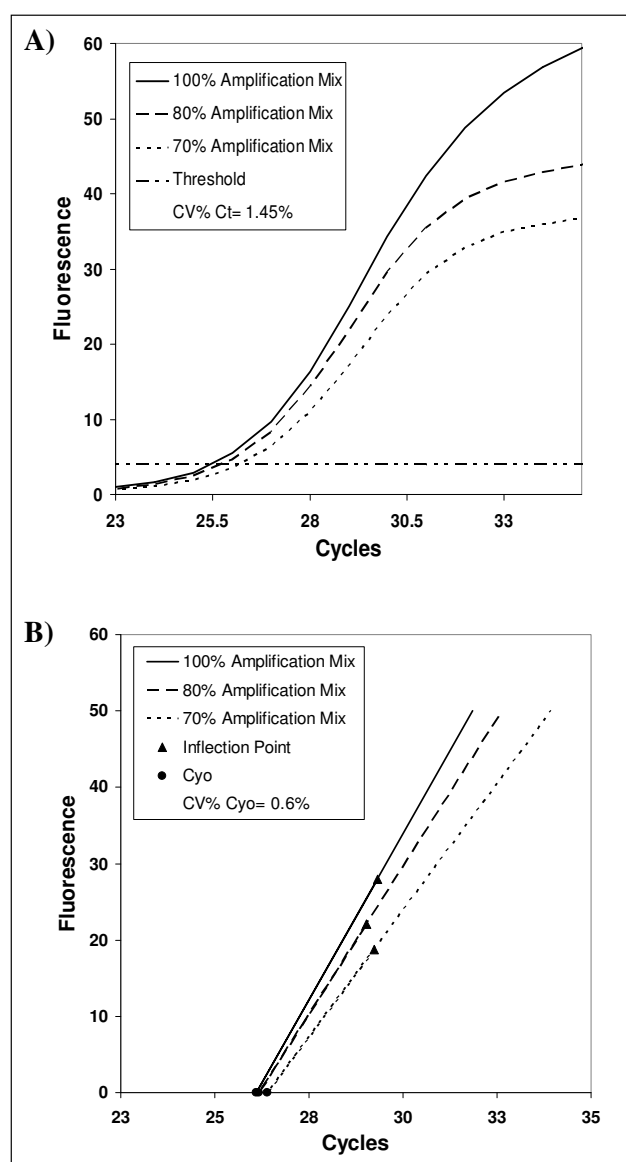 A)
60
50
40
30
20
10
0
Fluorescence
100% Amplification Mix
80% Amplification Mix
70% Amplification Mix
Threshold
CV% Ct= 1.45%
23 25.5 28 30.5 33
Cycles
B)
60
50
40
30
20
10
0
Fluorescence
100% Amplification Mix
80% Amplification Mix
70% Amplification Mix
Inflection Point
Cyo
CV% Cyo= 0.6%
23 25 28 30 33 35
Cycles